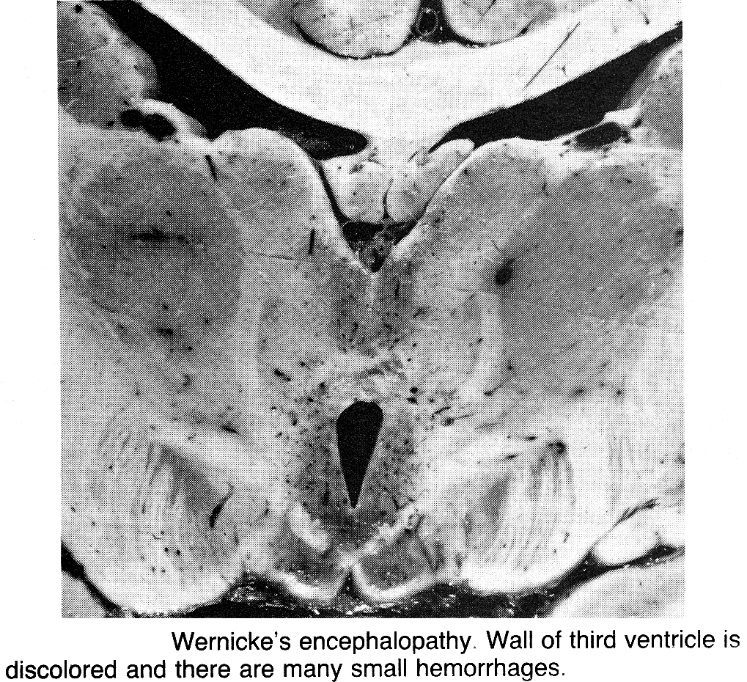 Wernicke's encephalopathy. Wall of third ventricle is
discolored and there are many small hemorrhages.